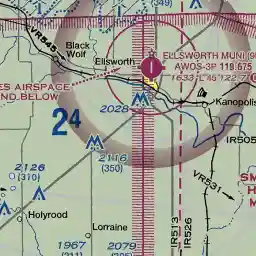 VR545
Black
Wolf
Ellsworth
ELLSWORTH MUNI (9
AWOS-3P 118.675
1633 L 45 122.7
ES AIRSPACE
ND BELOW
Kanopolis
2028
2⁴
IR505
2116
(350)
2126
(310)
VR531
SM
H
M
Holyrood
IR513
IR526
Lorraine
1967
2079